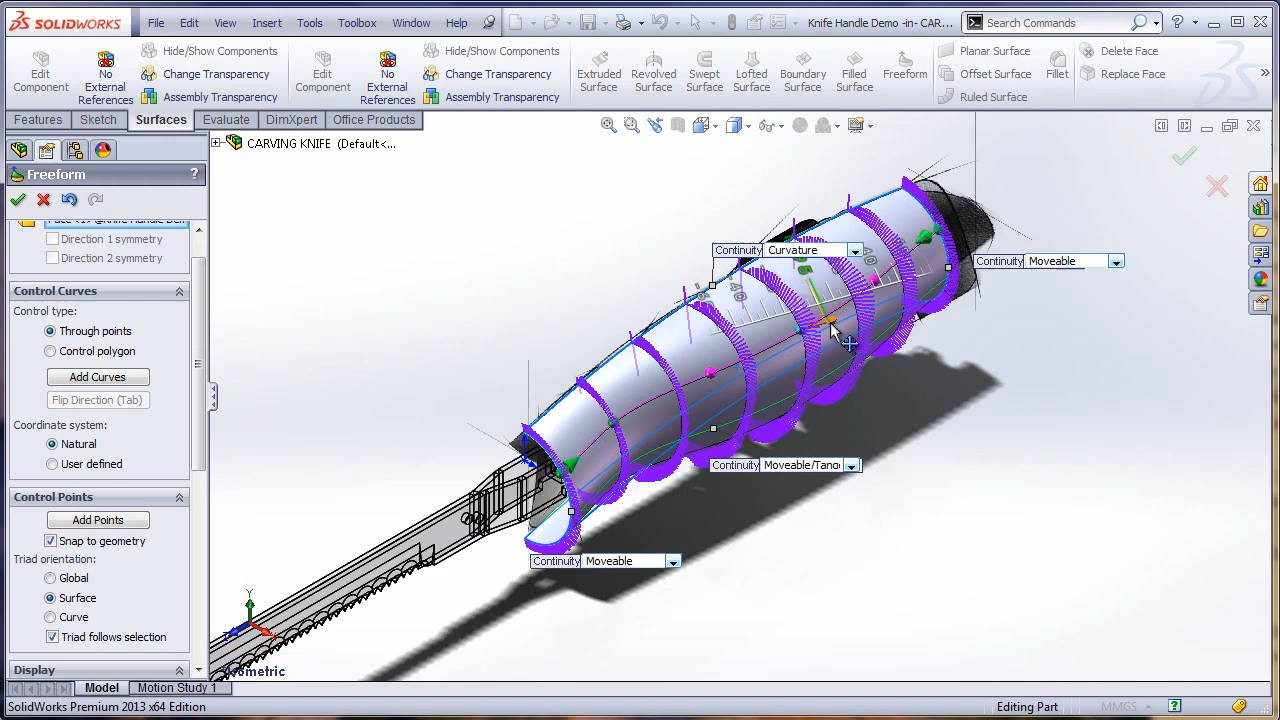 SOLIDWORKS File Edit View Insert Tools Toolbox Window Help Knife Handle Demo -in- CAR... Search Commands ?
Hide/Show Components Hide/Show Components Planar Surface Delete Face
Change Transparency Change Transparency Offset Surface Replace Face
Assembly Transparency Assembly Transparency Ruled Surface
Edit Component No External References Edit Component No External References Extruded Surface Revolved Surface Swept Surface Lofted Surface Boundary Surface Filled Surface Freeform Fillet
Features Sketch Surfaces Evaluate DimXpert Office Products
CARVING KNIFE (Default<...
Freeform ?
Direction 1 symmetry
Direction 2 symmetry
Continuity Curvature
Continuity Moveable
Control Curves
Control type:
Through points
Control polygon
Add Curves
Flip Direction (Tab)
Coordinate system:
Natural
User defined
Continuity Moveable/Tang
Control Points
Add Points
Snap to geometry
Triad orientation:
Continuity Moveable
Global
Surface
Y
Curve
Triad follows selection
Display
Model Motion Study 1
SolidWorks Premium 2013 x64 Edition Editing Part MMGS ?